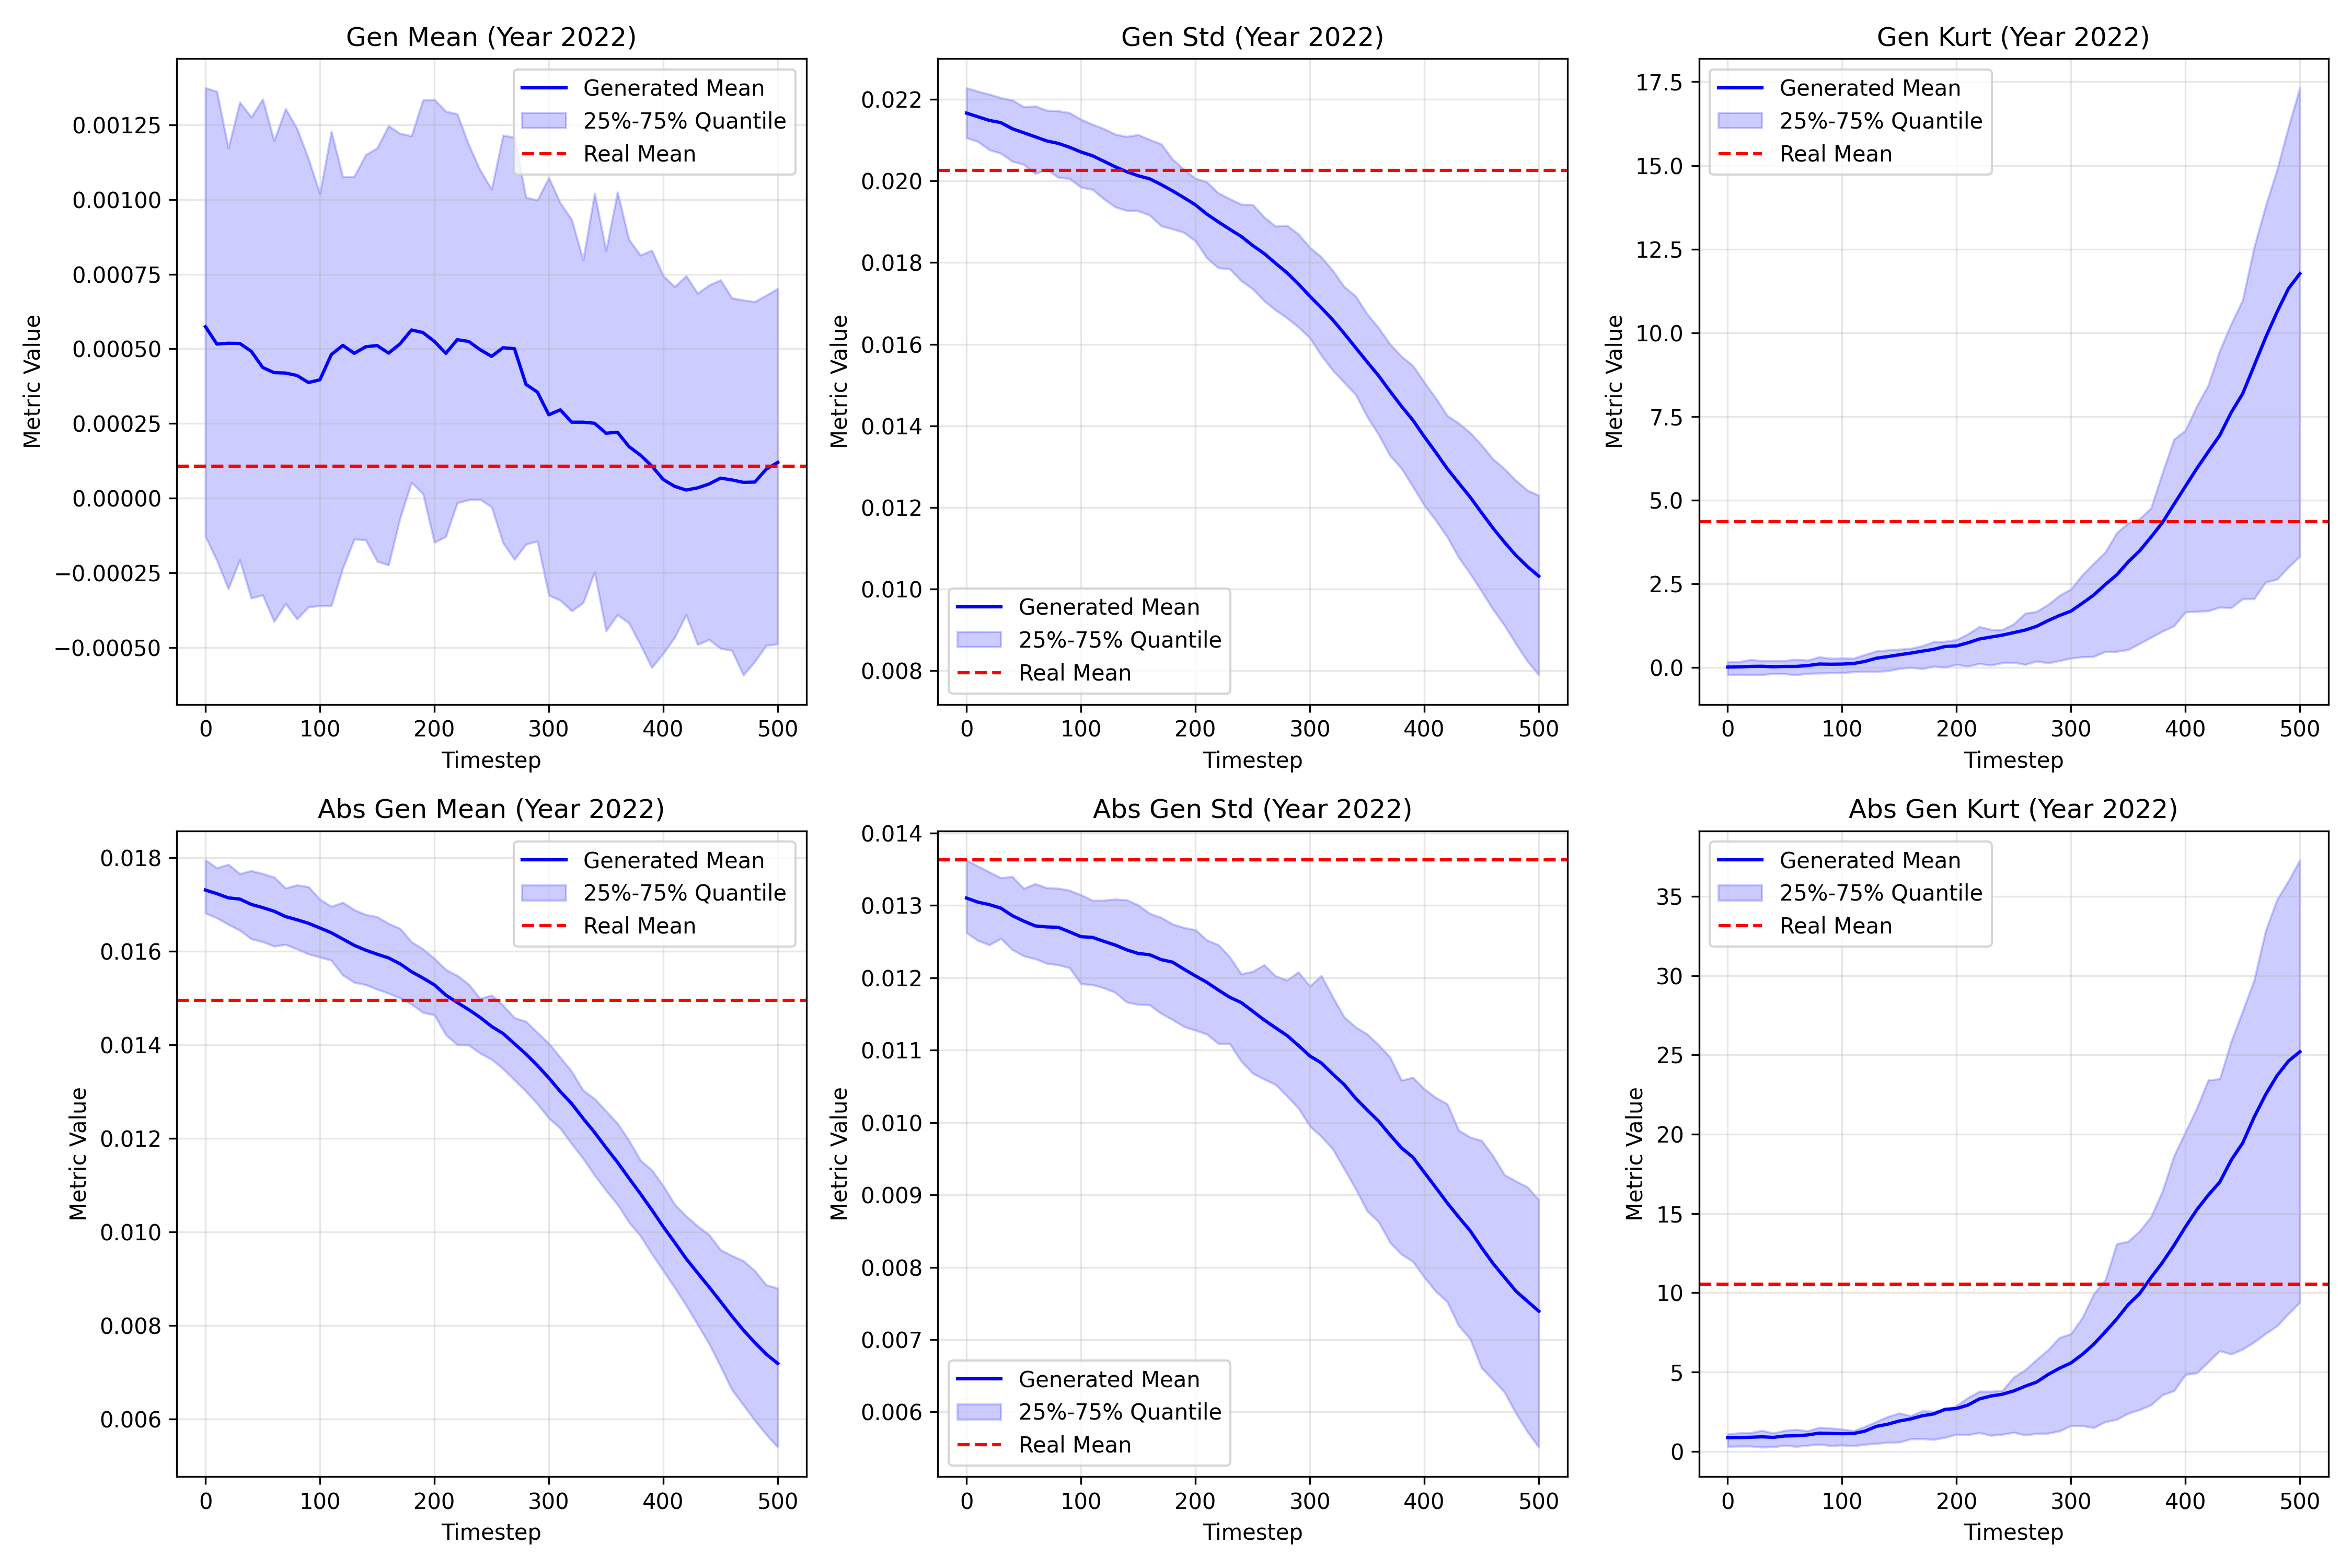 Gen Mean (Year 2022)
Metric Value
0.00125
0.00100
0.00075
0.00050
0.00025
0.00000
−0.00025
−0.00050
Generated Mean
25%-75% Quantile
Real Mean
0 100 200 300 400 500
Timestep
Gen Std (Year 2022)
Metric Value
0.022
0.020
0.018
0.016
0.014
0.012
0.010
0.008
Generated Mean
25%-75% Quantile
Real Mean
0 100 200 300 400 500
Timestep
Gen Kurt (Year 2022)
Metric Value
17.5
15.0
12.5
10.0
7.5
5.0
2.5
0.0
Generated Mean
25%-75% Quantile
Real Mean
0 100 200 300 400 500
Timestep
Abs Gen Mean (Year 2022)
Metric Value
0.018
0.016
0.014
0.012
0.010
0.008
0.006
Generated Mean
25%-75% Quantile
Real Mean
0 100 200 300 400 500
Timestep
Abs Gen Std (Year 2022)
Metric Value
0.014
0.013
0.012
0.011
0.010
0.009
0.008
0.007
0.006
Generated Mean
25%-75% Quantile
Real Mean
0 100 200 300 400 500
Timestep
Abs Gen Kurt (Year 2022)
Metric Value
35
30
25
20
15
10
5
0
Generated Mean
25%-75% Quantile
Real Mean
0 100 200 300 400 500
Timestep